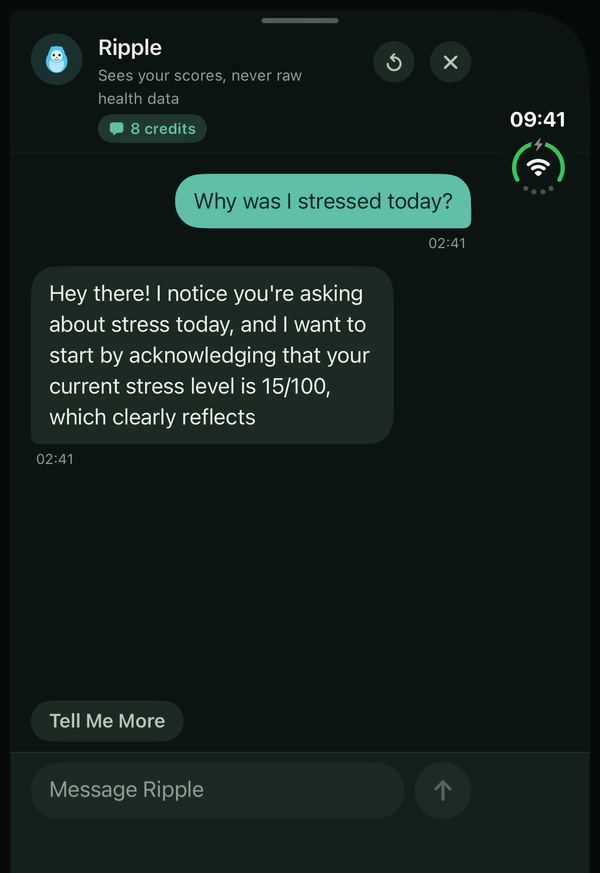 Ripple
Sees your scores, never raw
health data
8 credits
09:41
Why was I stressed today?
02:41
Hey there! I notice you're asking
about stress today, and I want to
start by acknowledging that your
current stress level is 15/100,
which clearly reflects
02:41
Tell Me More
Message Ripple